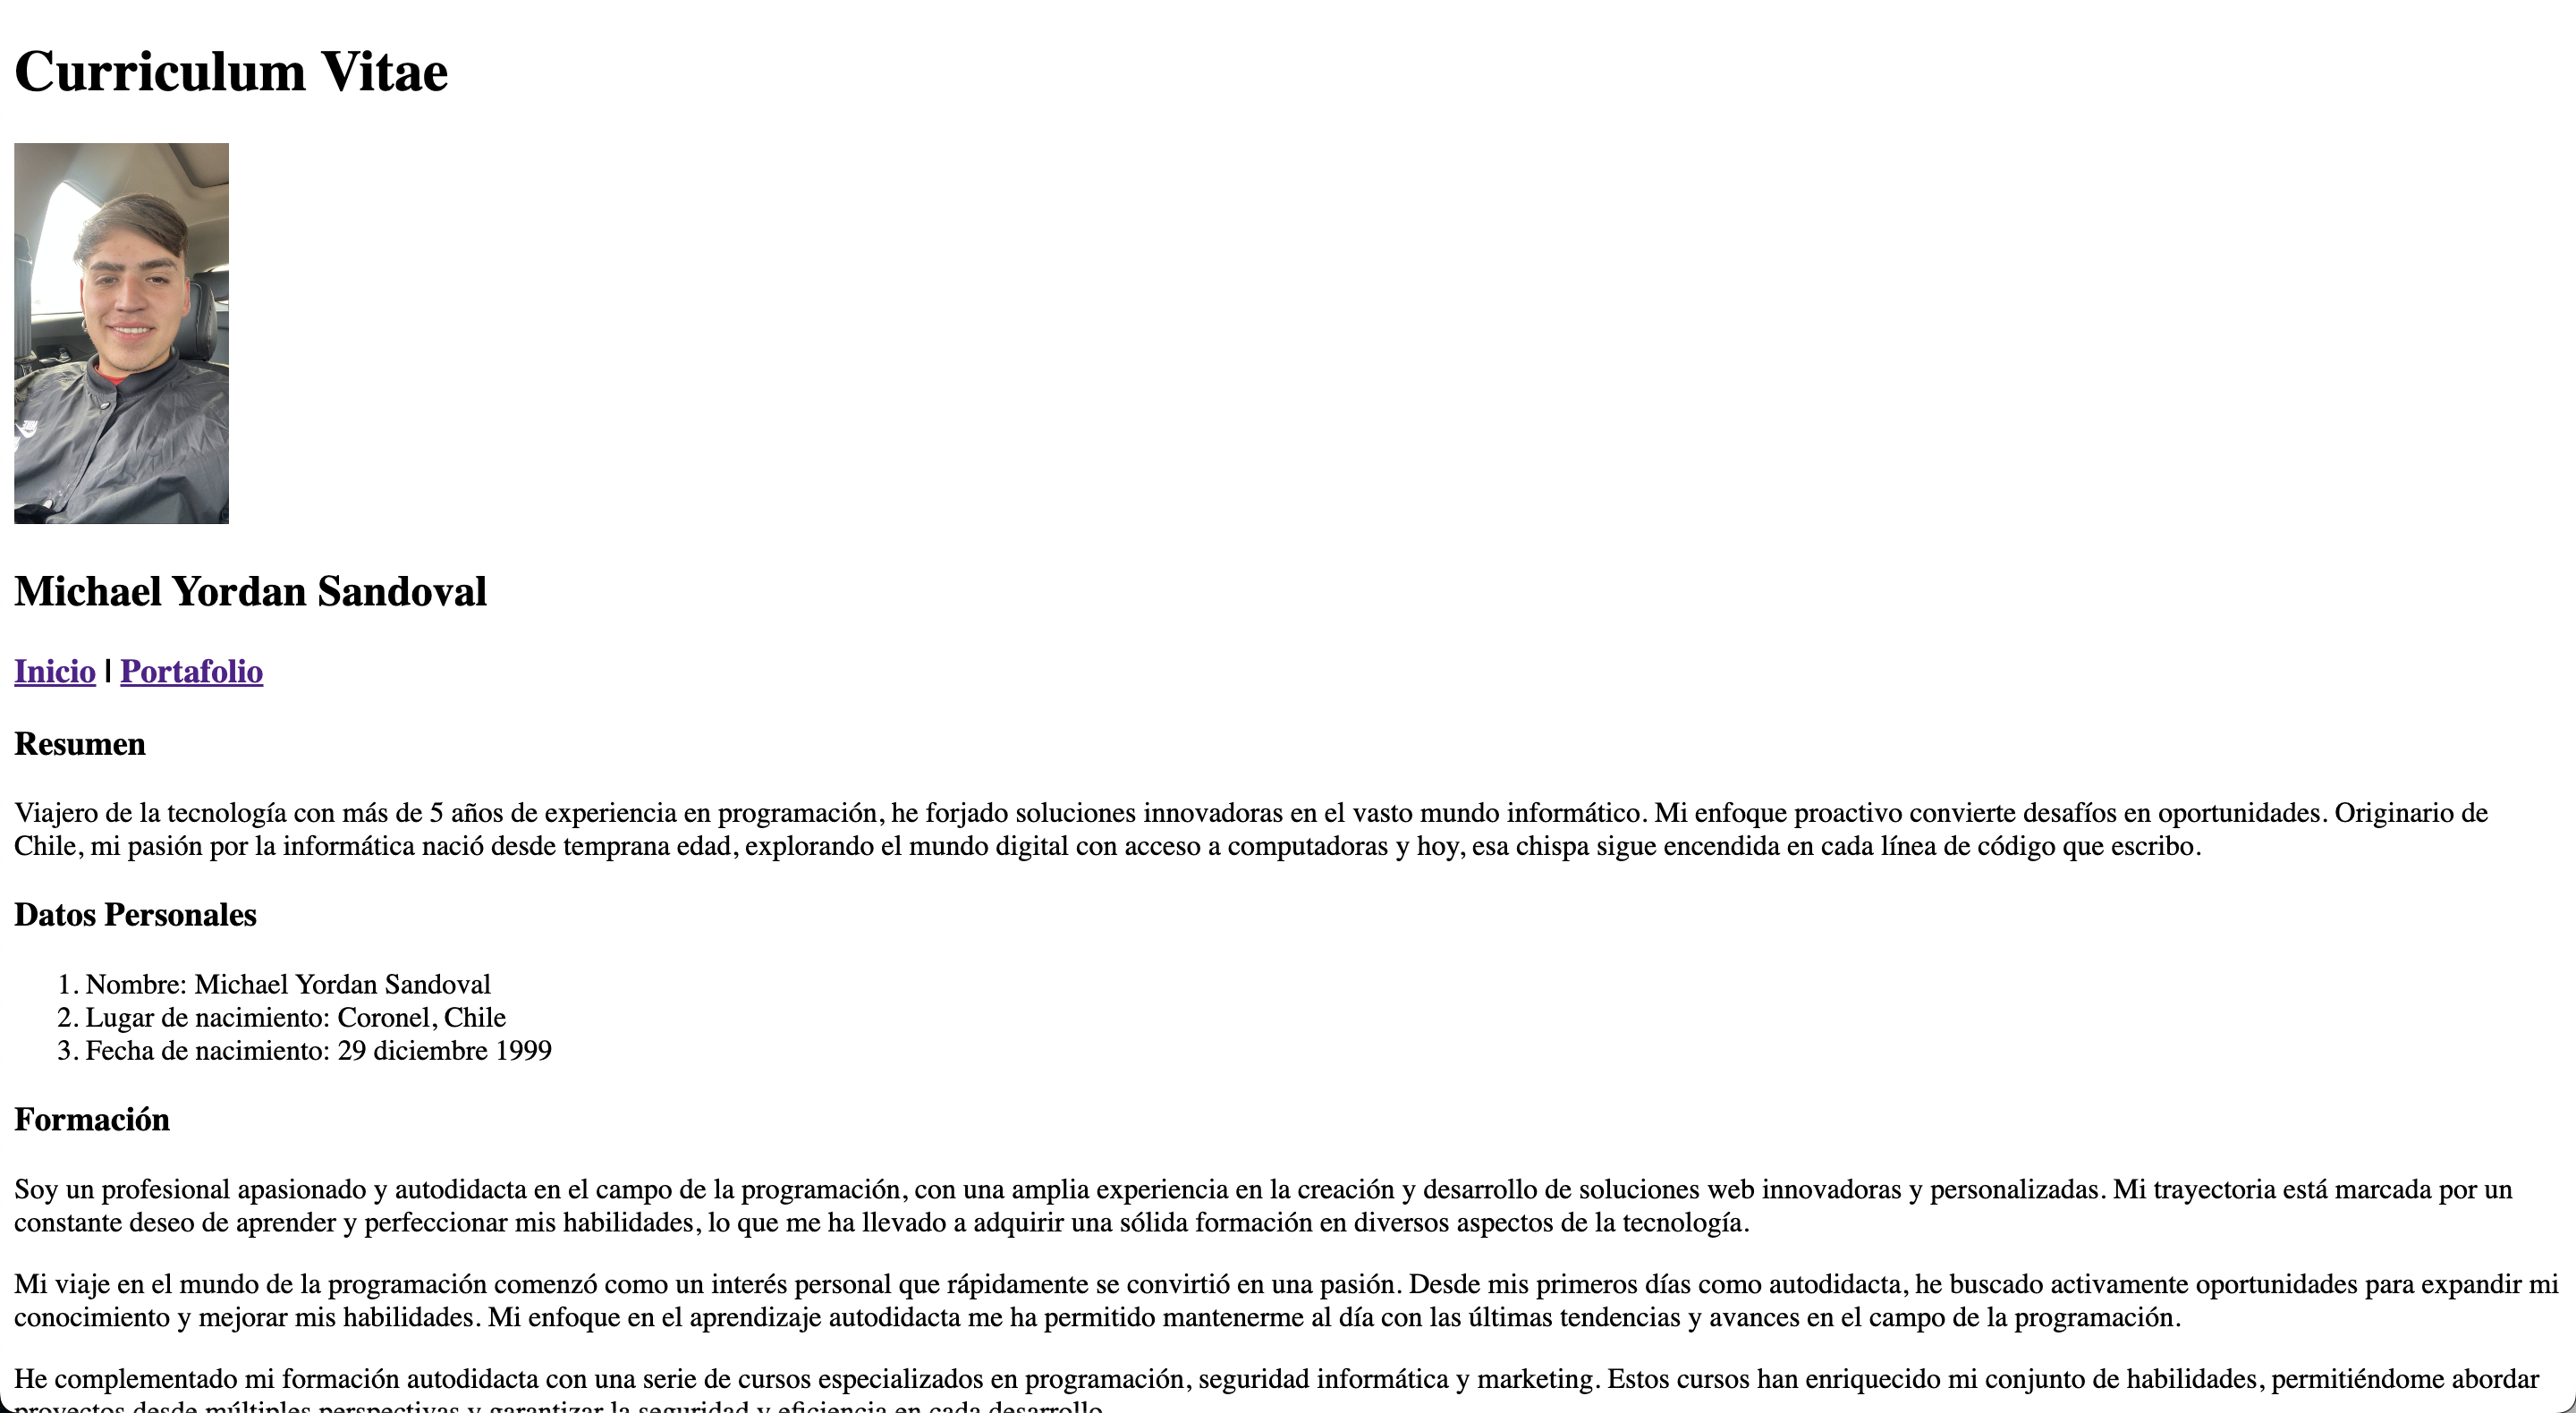 Curriculum Vitae
Michael Yordan Sandoval
Inicio | Portafolio
Resumen
Viajero de la tecnología con más de 5 años de experiencia en programación, he forjado soluciones innovadoras en el vasto mundo informático. Mi enfoque proactivo convierte desafíos en oportunidades. Originario de
Chile, mi pasión por la informática nació desde temprana edad, explorando el mundo digital con acceso a computadoras y hoy, esa chispa sigue encendida en cada línea de código que escribo.
Datos Personales
1. Nombre: Michael Yordan Sandoval
2. Lugar de nacimiento: Coronel, Chile
3. Fecha de nacimiento: 29 diciembre 1999
Formación
Soy un profesional apasionado y autodidacta en el campo de la programación, con una amplia experiencia en la creación y desarrollo de soluciones web innovadoras y personalizadas. Mi trayectoria está marcada por un
constante deseo de aprender y perfeccionar mis habilidades, lo que me ha llevado a adquirir una sólida formación en diversos aspectos de la tecnología.
Mi viaje en el mundo de la programación comenzó como un interés personal que rápidamente se convirtió en una pasión. Desde mis primeros días como autodidacta, he buscado activamente oportunidades para expandir mi
conocimiento y mejorar mis habilidades. Mi enfoque en el aprendizaje autodidacta me ha permitido mantenerme al día con las últimas tendencias y avances en el campo de la programación.
He complementado mi formación autodidacta con una serie de cursos especializados en programación, seguridad informática y marketing. Estos cursos han enriquecido mi conjunto de habilidades, permitiéndome abordar
proyectos desde múltiples perspectivas y garantizar la seguridad y eficiencia en cada desarrollo.